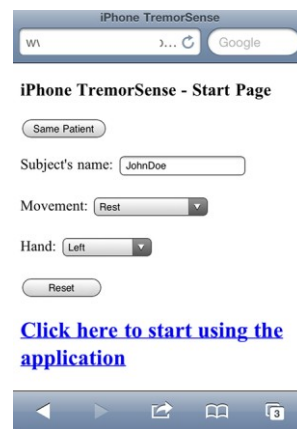 iPhone TremorSense
Google
iPhone TremorSense - Start Page
Same Patient
Subject's name: JohnDoe
Movement: Rest
Hand: Left
Reset
Click here to start using the
application
3